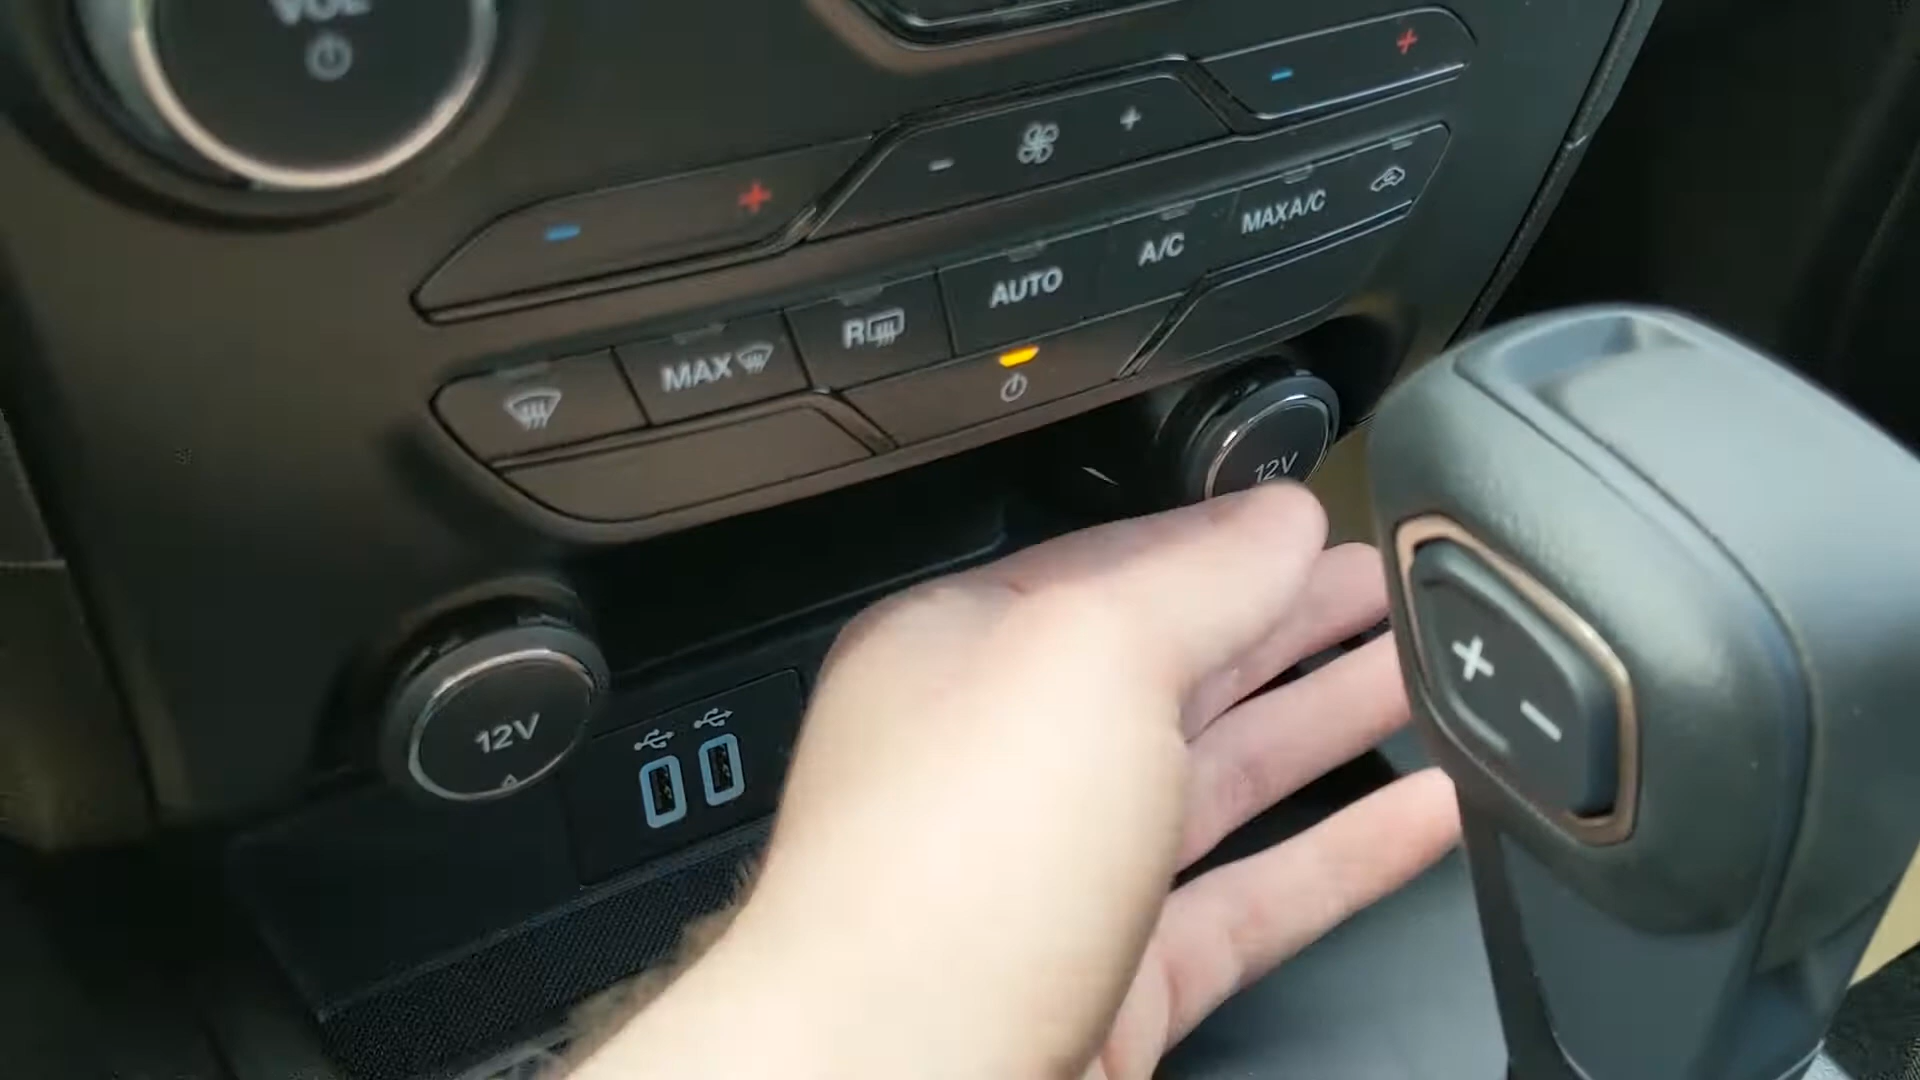 VOL
- +
- +
- +
MAX
R
AUTO
A/C
MAX A/C
12V
12V
+ -